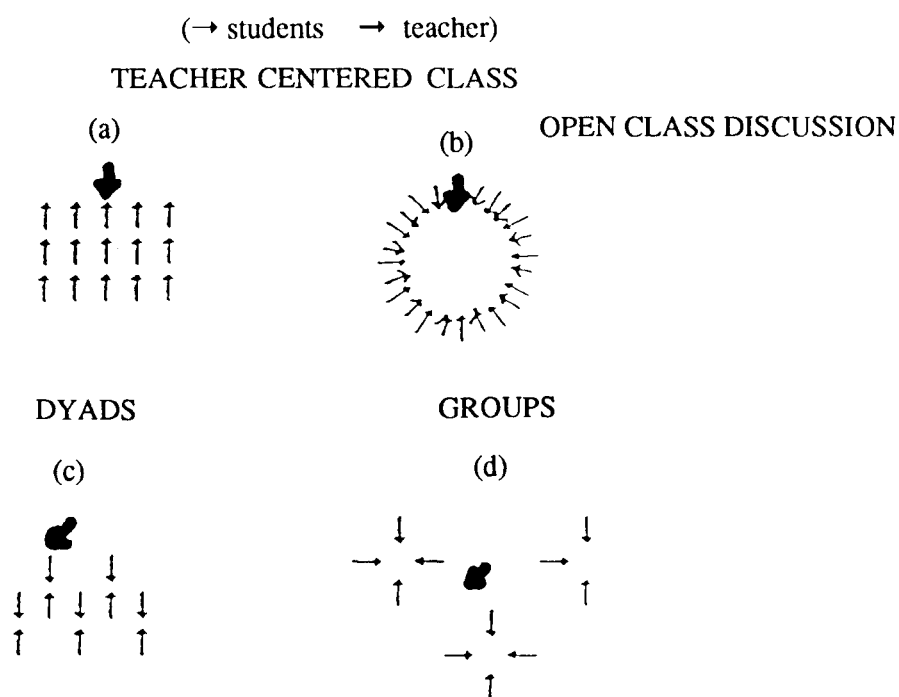 (→ students → teacher)
TEACHER CENTERED CLASS
(a)
(b)
OPEN CLASS DISCUSSION
DYADS
GROUPS
(c)
(d)